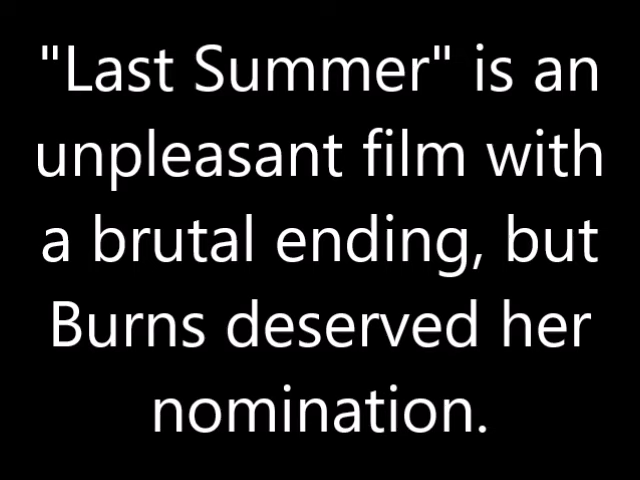 "Last Summer" is an
unpleasant film with
a brutal ending, but
Burns deserved her
nomination.